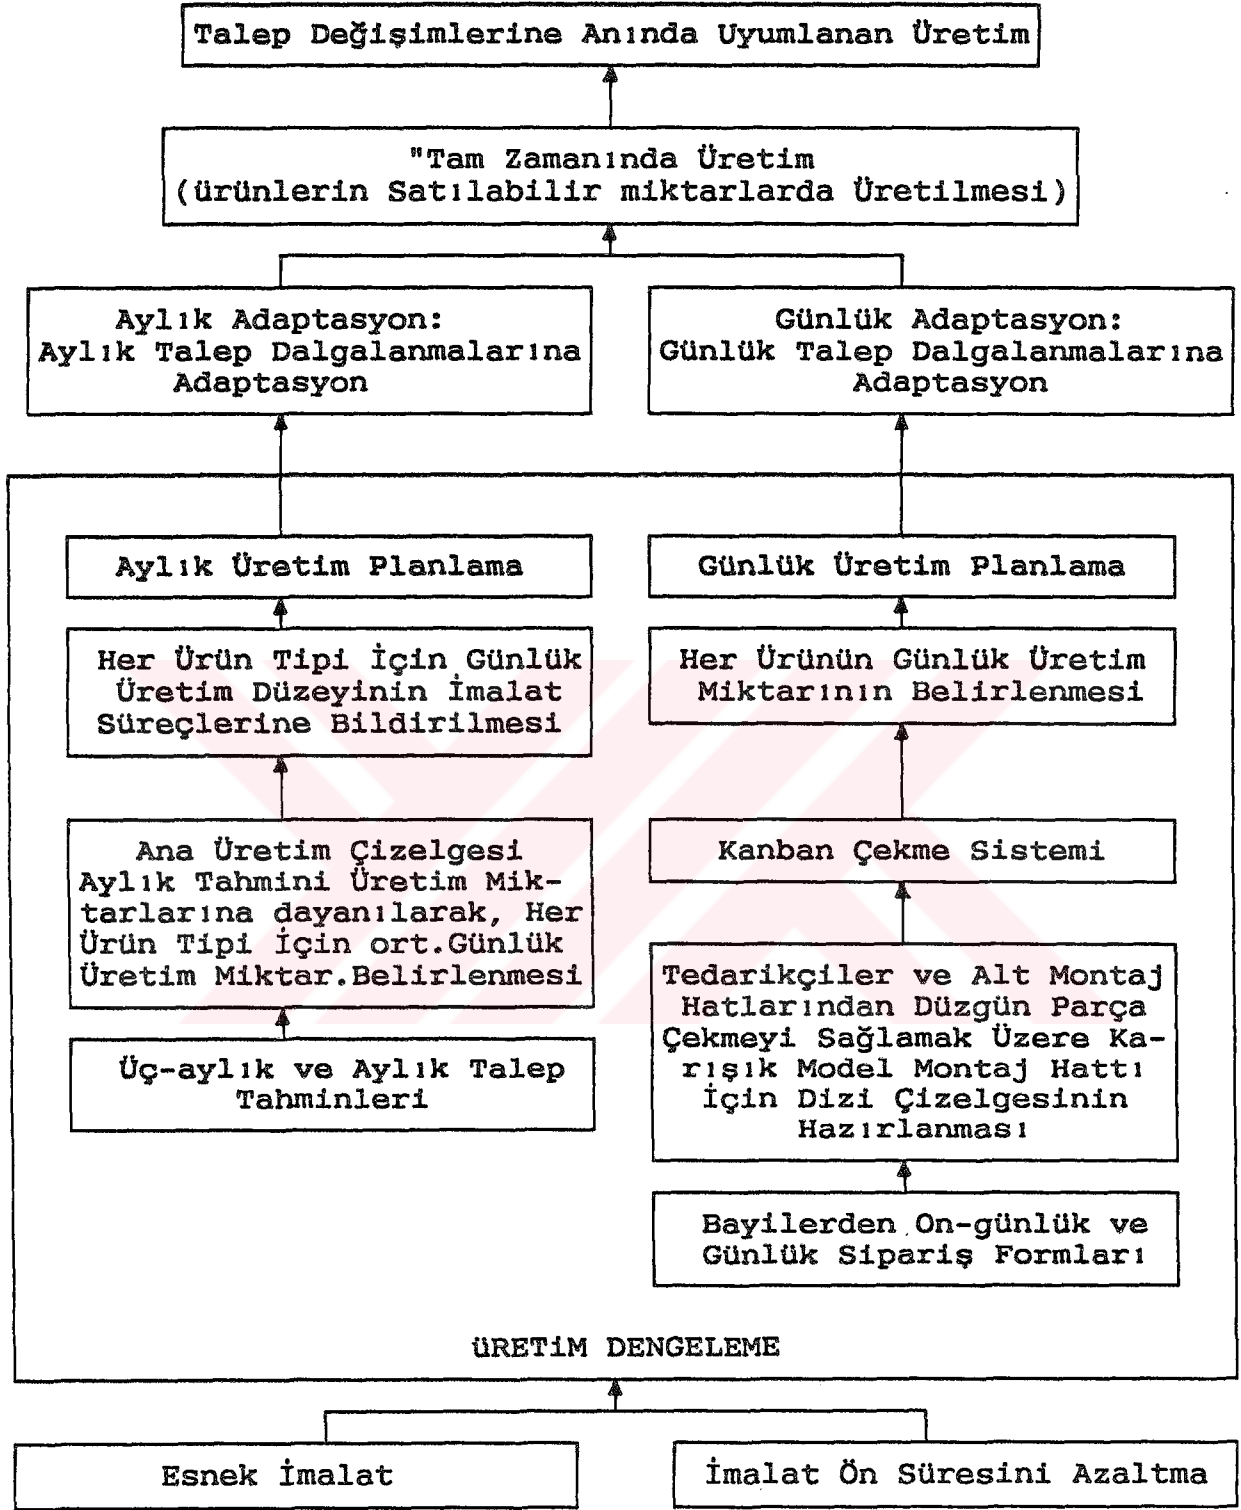 Talep Değişimlerine Anında Uyumlanan Üretim
"Tam Zamanında Üretim
(ürünlerin Satılabilir miktarlarda Üretilmesi)
Aylık Adaptasyon:
Aylık Talep Dalgalanmalarına
Adaptasyon
Günlük Adaptasyon:
Günlük Talep Dalgalanmalarına
Adaptasyon
Aylık Üretim Planlama
Her Ürün Tipi İçin Günlük
Üretim Düzeyinin İmalat
Süreçlerine Bildirilmesi
Ana Üretim Çizelgesi
Aylık Tahmini Üretim Mik-
tarlarına dayanılarak, Her
Ürün Tipi İçin ort.Günlük
Üretim Miktar.Belirlenmesi
Üç-aylık ve Aylık Talep
Tahminleri
Günlük Üretim Planlama
Her Ürünün Günlük Üretim
Miktarının Belirlenmesi
Kanban Çekme Sistemi
Tedarikçiler ve Alt Montaj
Hatlarından Düzgün Parça
Çekmeyi Sağlamak Üzere Ka-
rışık Model Montaj Hattı
İçin Dizi Çizelgesinin
Hazırlanması
Bayilerden On-günlük ve
Günlük Sipariş Formları
ÜRETİM DENGELEME
Esnek İmalat
İmalat Ön Süresini Azaltma